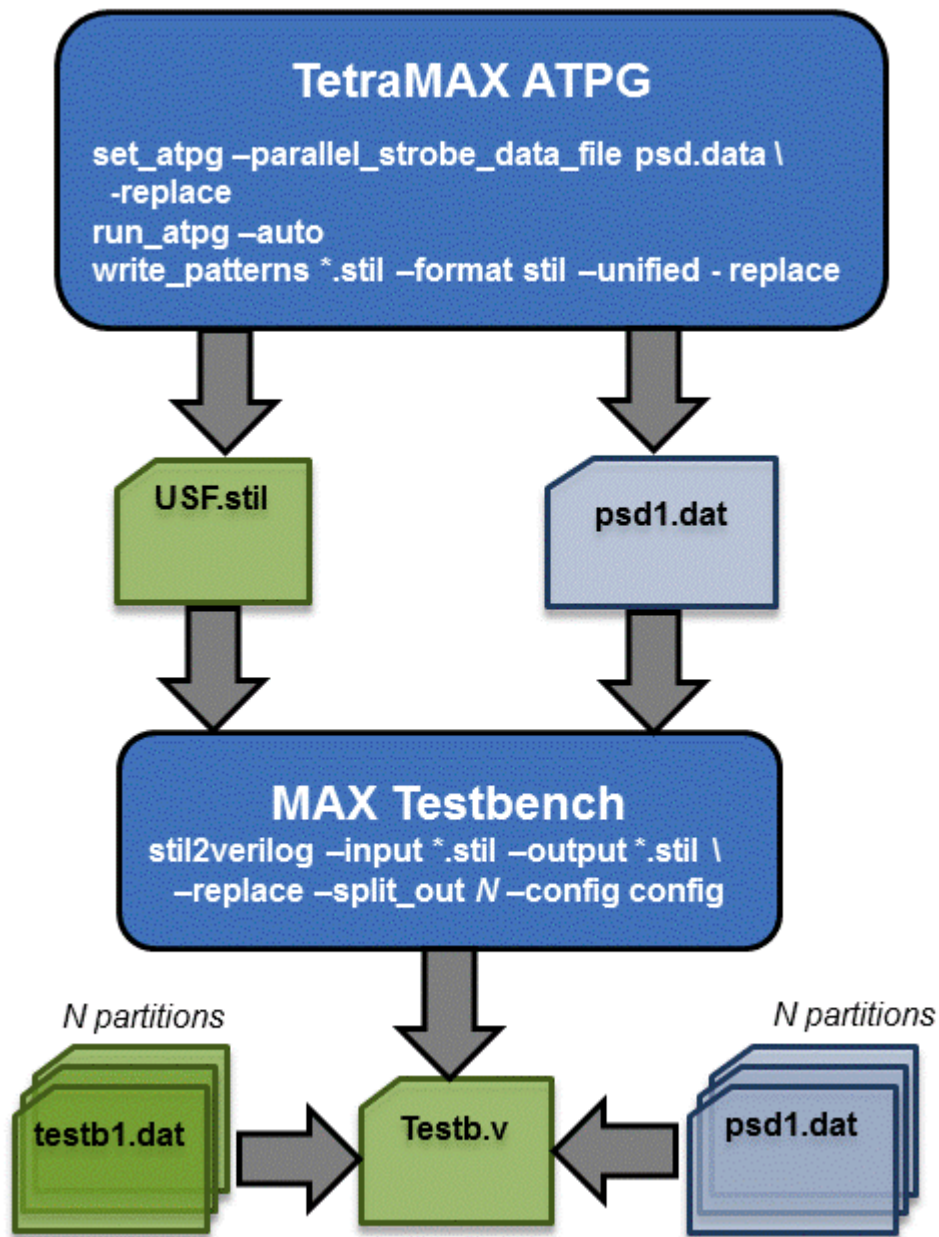 TetraMAX ATPG
set_atpg –parallel_strobe_data_file psd.data \
-replace
run_atpg –auto
write_patterns *.stil –format stil –unified - replace
USF.stil
psd1.dat
MAX Testbench
stil2verilog –input *.stil –output *.stil \
–replace –split_out N –config config
N partitions
N partitions
testb1.dat
Testb.v
psd1.dat